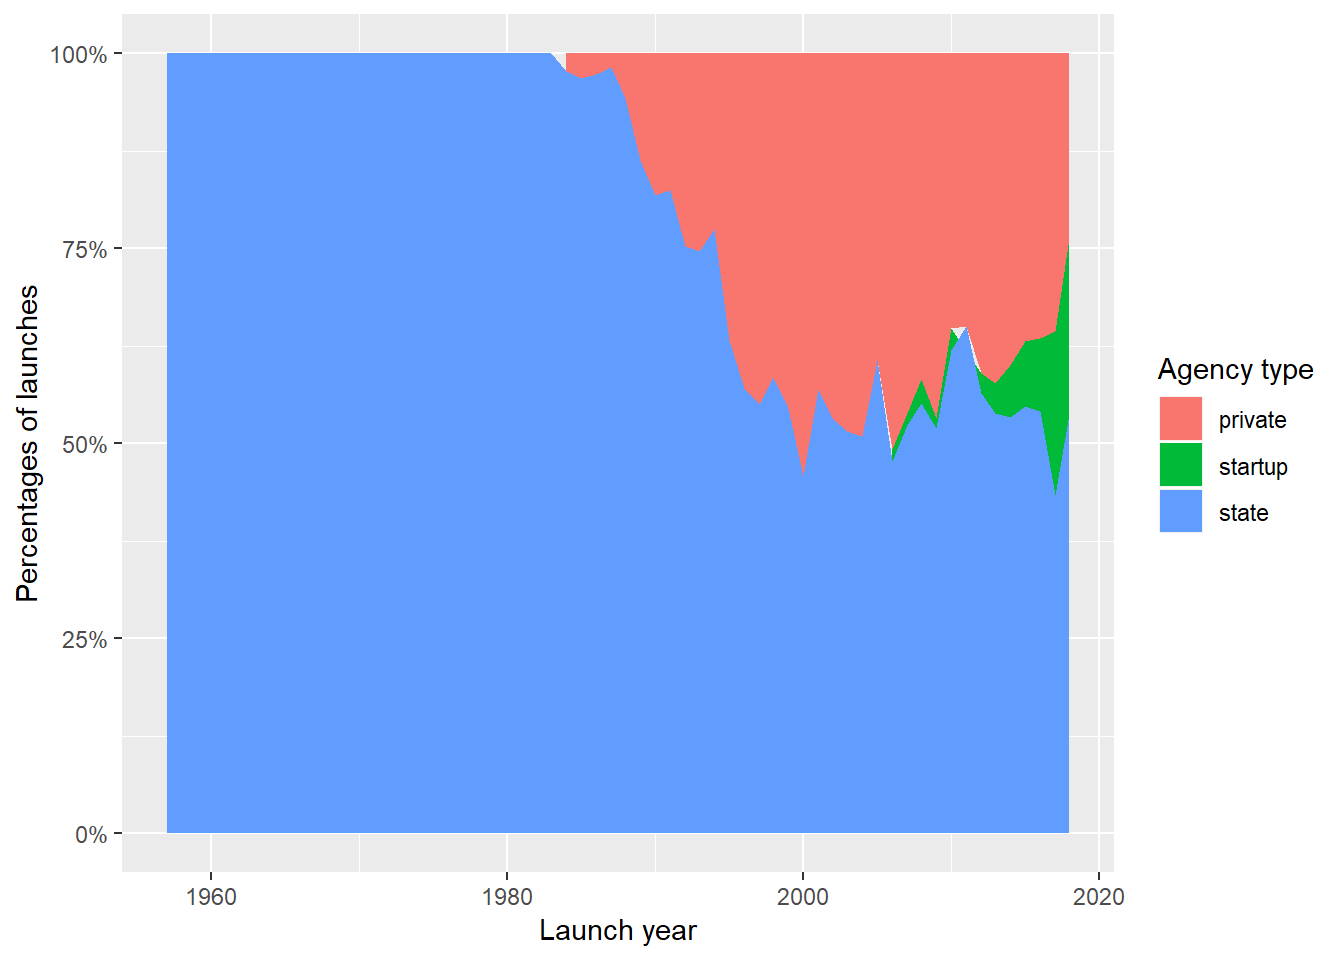 100%
75%
50%
25%
0%
Percentages of launches
1960 1980 2000 2020
Launch year
Agency type
private
startup
state